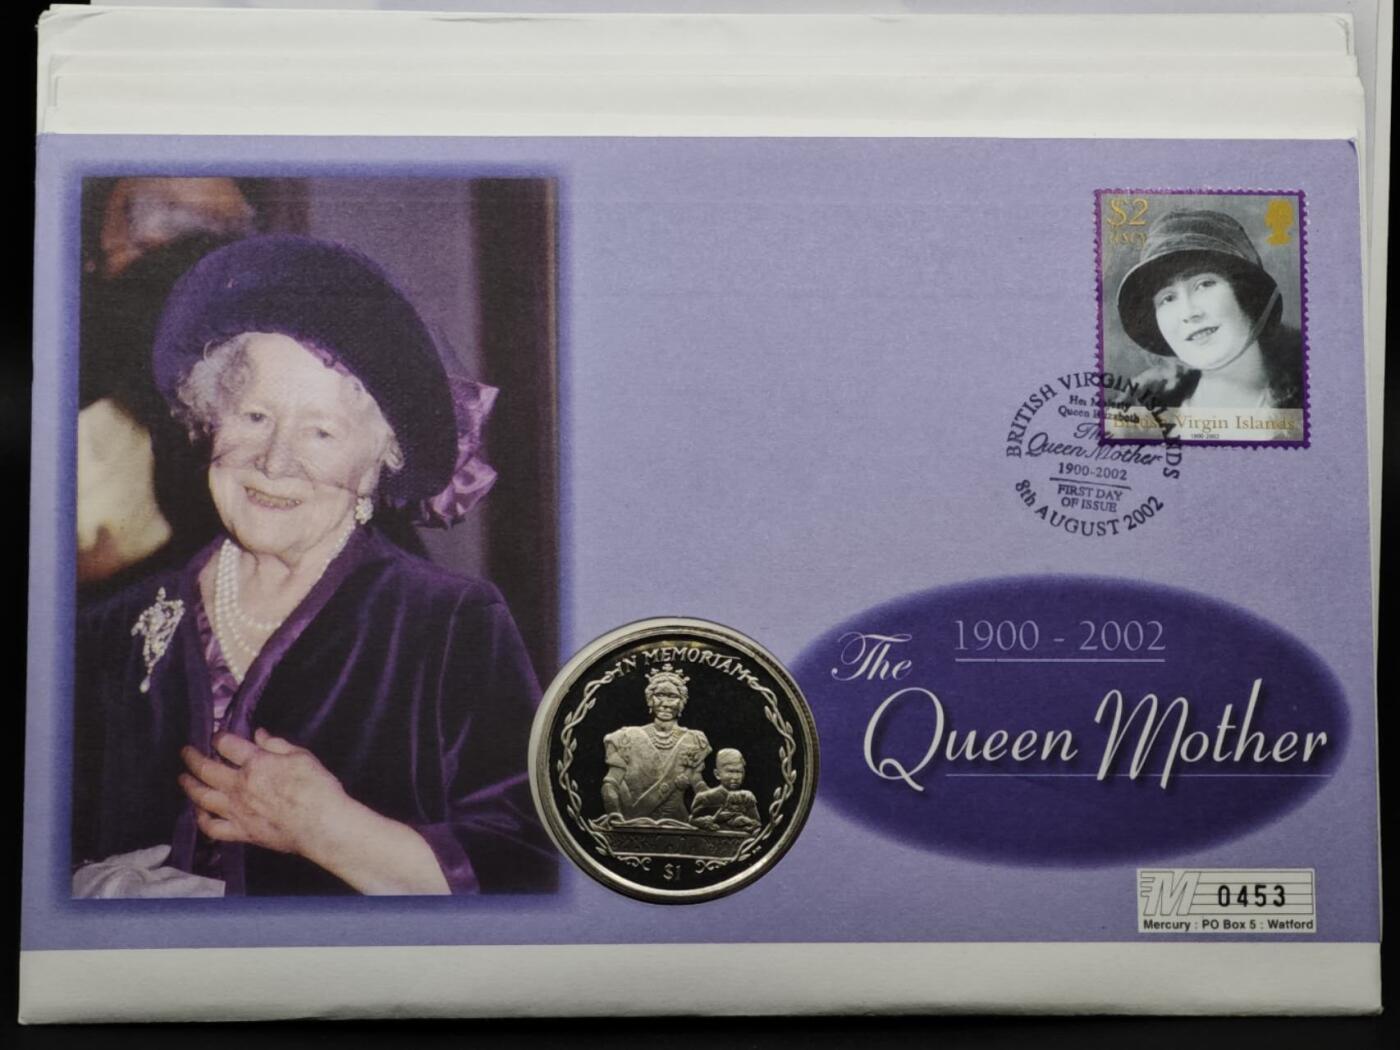 $2
British Virgin Islands
1900-2002
BRITISH VIRGIN ISLANDS
Her Majesty
Queen Elizabeth
The
Queen Mother
1900-2002
FIRST DAY
OF ISSUE
8th AUGUST 2002
1900 - 2002
The
Queen Mother
IN MEMORIAM
$1
M 0453
Mercury : PO Box 5 : Watford